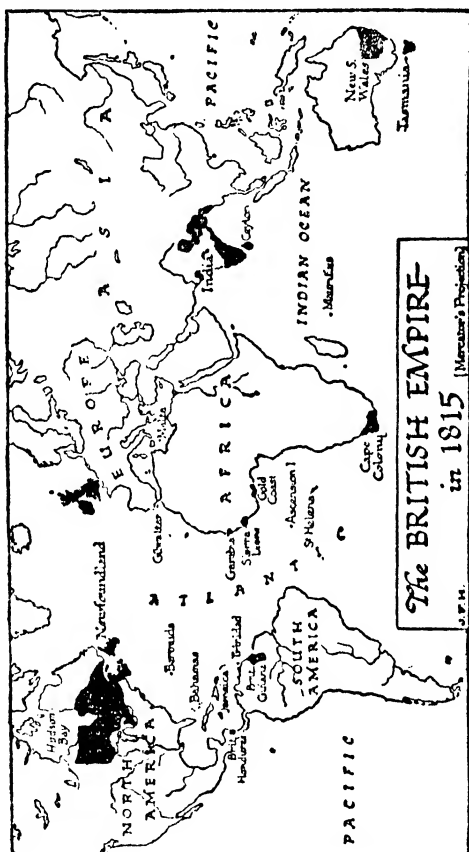 PACIFIC
New S.
Wales
Tasmania
ASIA
India
Ceylon
INDIAN OCEAN
Mauritius
EUROPE
Malta
Gibraltar
AFRICA
Gambia
Sierra
Leone
Gold
Coast
Ascension I
St Helena
Cape
Colony
Newfoundland
Hudson
Bay
NORTH
AMERICA
Bermuda
Bahamas
Jamaica
Trinidad
Brit
Honduras
Brit
Guiana
SOUTH
AMERICA
PACIFIC
The BRITISH EMPIRE
in 1815
[Mercator's Projection]
J.F.H.